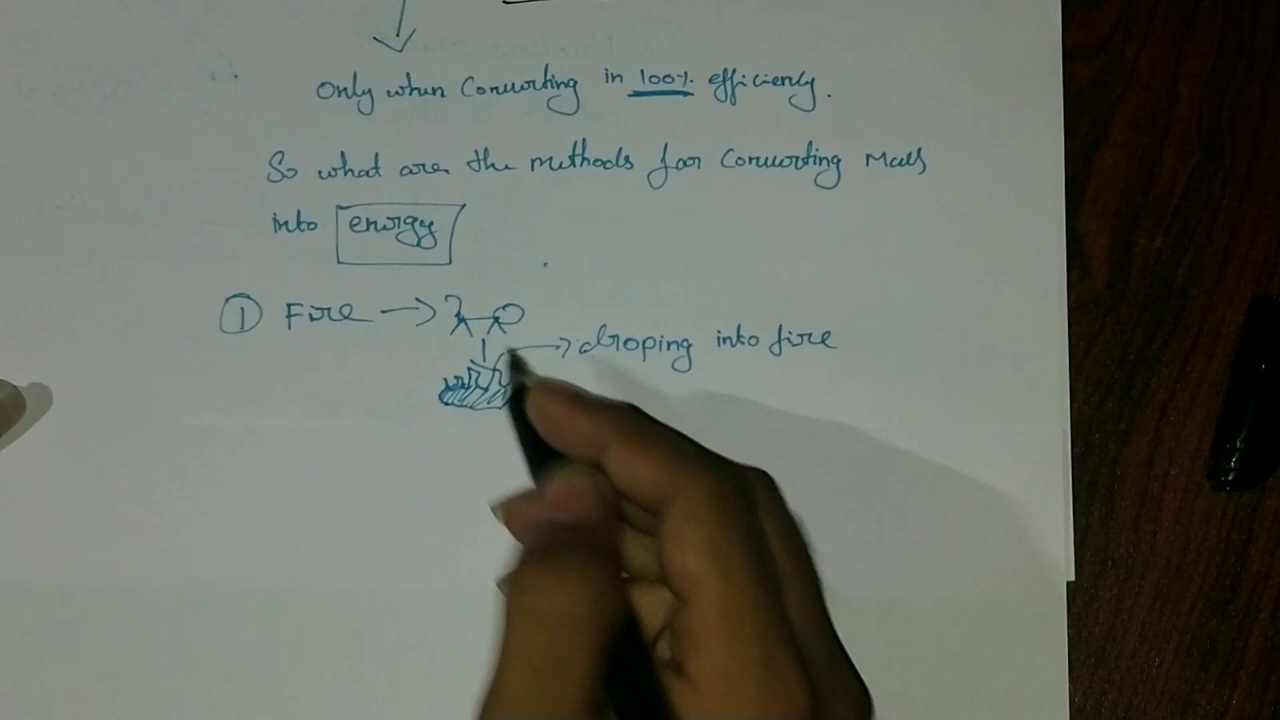 Only when Converting in 100% efficiency.
So what are the methods for converting Mass
into energy
① Fire → → droping into fire